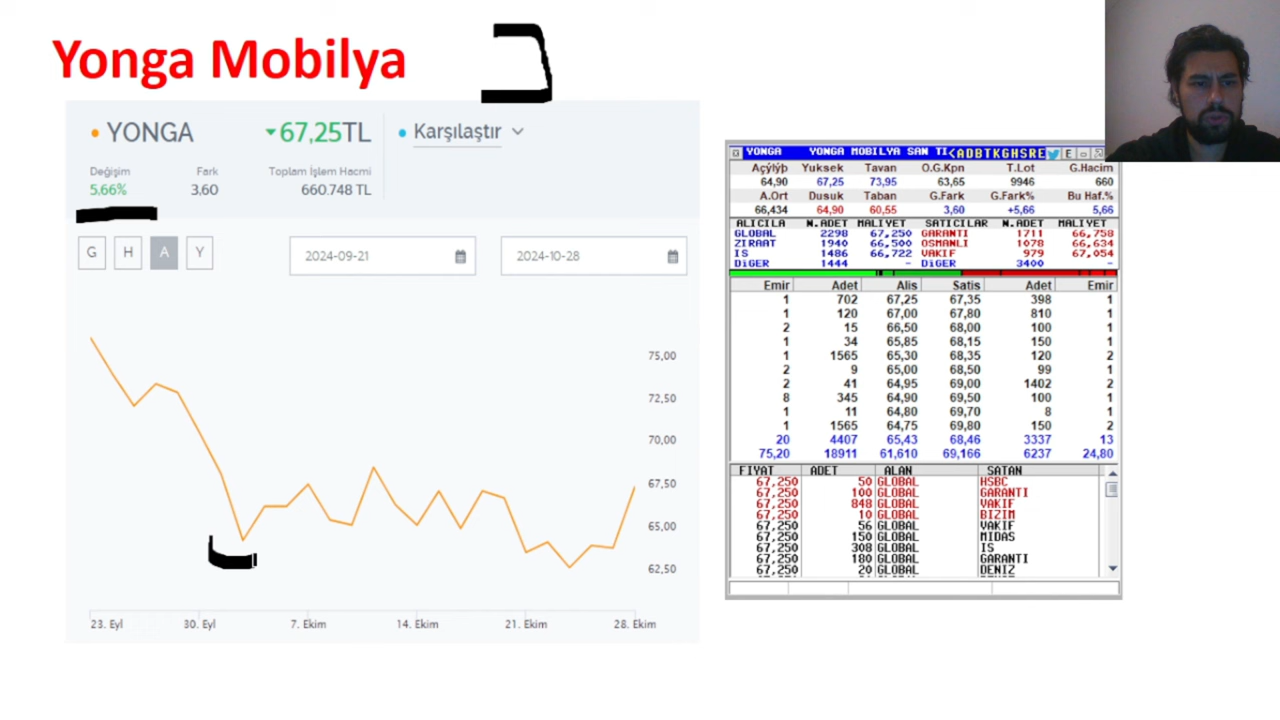 Yonga Mobilya
YONGA
67,25TL
Karşılaştır
Değişim
Fark
Toplam İşlem Hacmi
5.66%
3.60
660.748 TL
G H A Y
2024-09-21
2024-10-28
75,00
72,50
70,00
67,50
65,00
62,50
23. Eyl 30. Eyl 7. Ekim 14. Ekim 21. Ekim 28. Ekim
YONGA YONGA MOBILYA SAN TI <ADBTKGHSRE E
Açýlýþ Yuksek Tavan O.G.Kpn T.Lot G.Hacim
64,90 67,25 73,95 63,65 9946 660
A.Ort Dusuk Taban G.Fark G.Fark% Bu Haf.%
66,434 64,90 60,55 3,60 +5,66 5,66
ALICILA N.ADET MALIYET SATICILAR N.ADET MALIYET
GLOBAL 2298 67,250 GARANTI 1711 66,758
ZIRAAT 1940 66,500 OSMANLI 1078 66,634
IS 1486 66,722 VAKIF 979 67,054
DiGER 1444 - DiGER 3400 -
Emir Adet Alis Satis Adet Emir
1 702 67,25 67,35 398 1
1 120 67,00 67,80 810 1
2 15 66,50 68,00 100 1
1 34 65,85 68,15 150 1
1 1565 65,30 68,35 120 2
2 9 65,00 68,50 99 1
2 41 64,95 69,00 1402 2
8 345 64,90 69,50 100 1
1 11 64,80 69,70 8 1
1 1565 64,75 69,80 150 2
20 4407 65,43 68,46 3337 13
75,20 18911 61,610 69,166 6237 24,80
FIYAT ADET ALAN SATAN
67,250 50 GLOBAL HSBC
67,250 100 GLOBAL GARANTI
67,250 848 GLOBAL VAKIF
67,250 10 GLOBAL BIZIM
67,250 56 GLOBAL VAKIF
67,250 150 GLOBAL MIDAS
67,250 308 GLOBAL IS
67,250 180 GLOBAL GARANTI
67,250 20 GLOBAL DENIZ